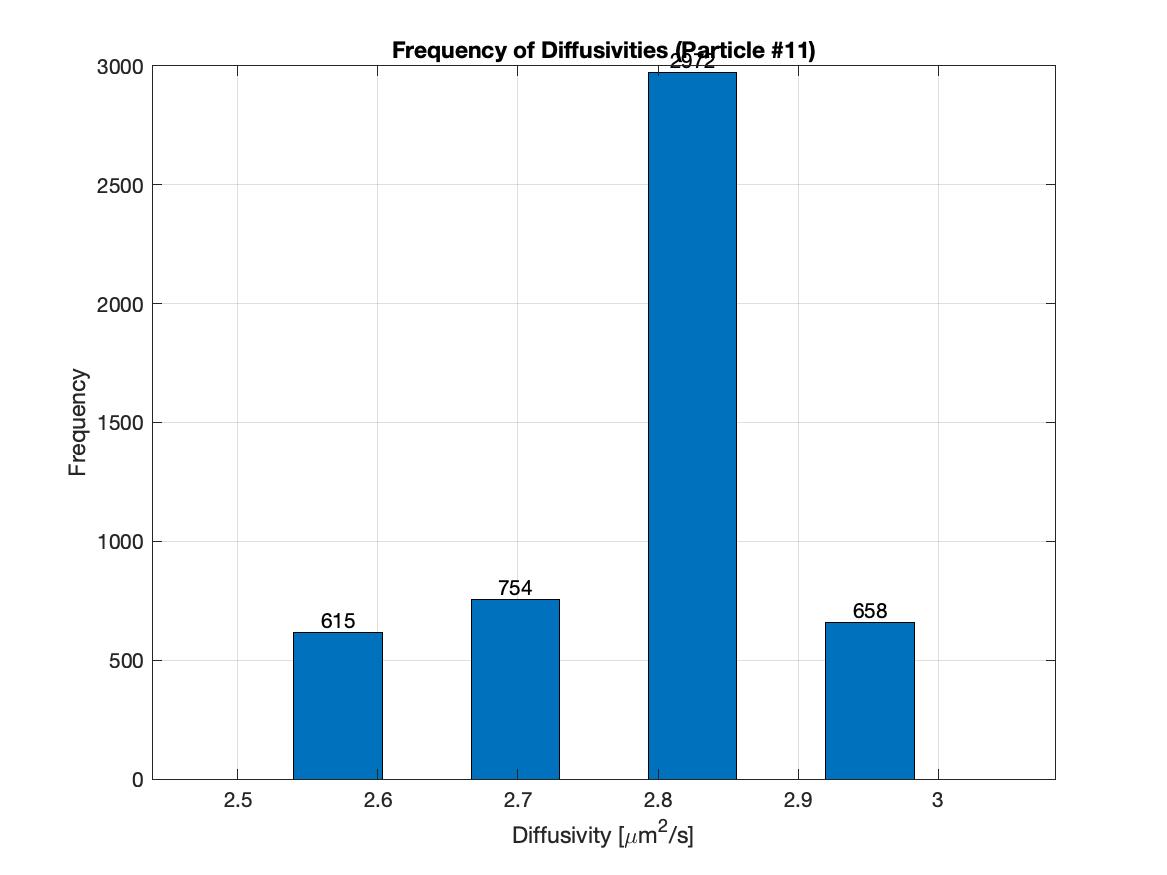 Frequency of Diffusivities (Particle #11)
3000
2972
2500
2000
1500
1000
754
658
615
500
0
2.5 2.6 2.7 2.8 2.9 3
Frequency
Diffusivity [μm²/s]